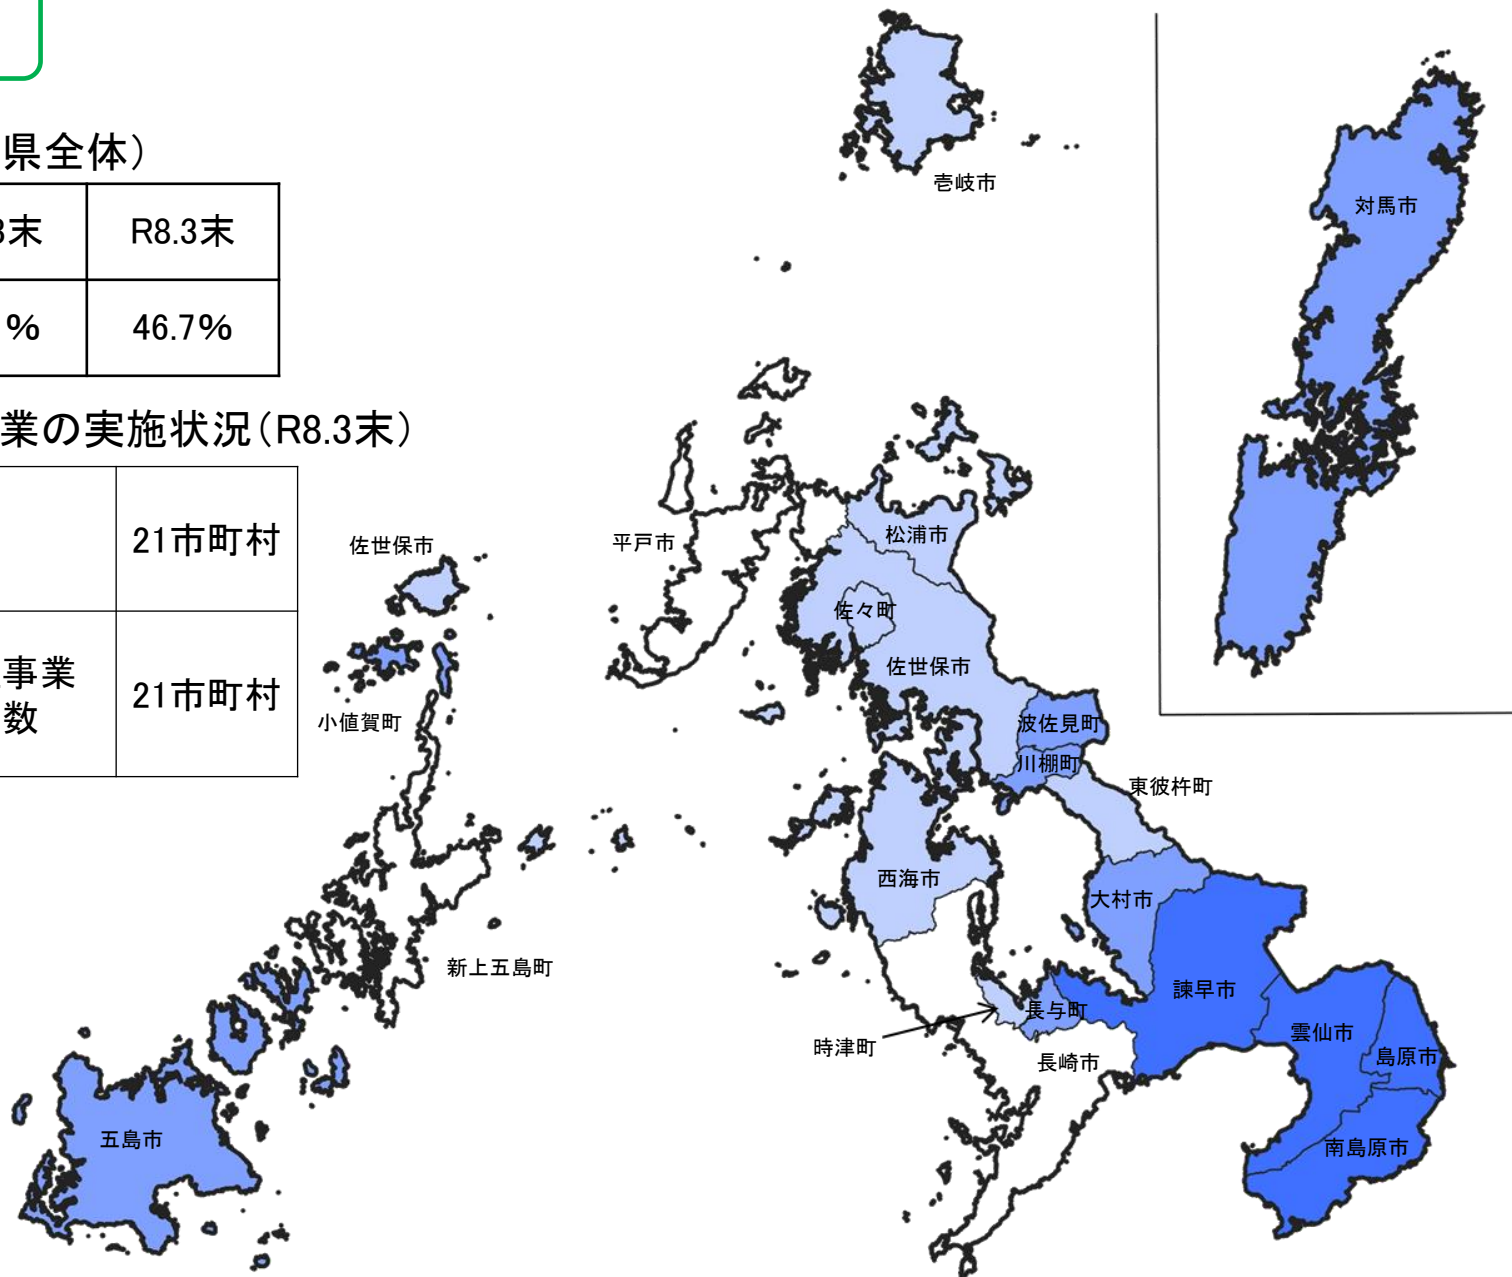 県全体）
3末
R8.3末
%
46.7%
業の実施状況（R8.3末）
21市町村
事業
数
21市町村
壱岐市
対馬市
佐世保市
平戸市
松浦市
佐々町
佐世保市
小値賀町
波佐見町
川棚町
東彼杵町
西海市
大村市
新上五島町
諫早市
長与町
時津町
長崎市
雲仙市
島原市
五島市
南島原市